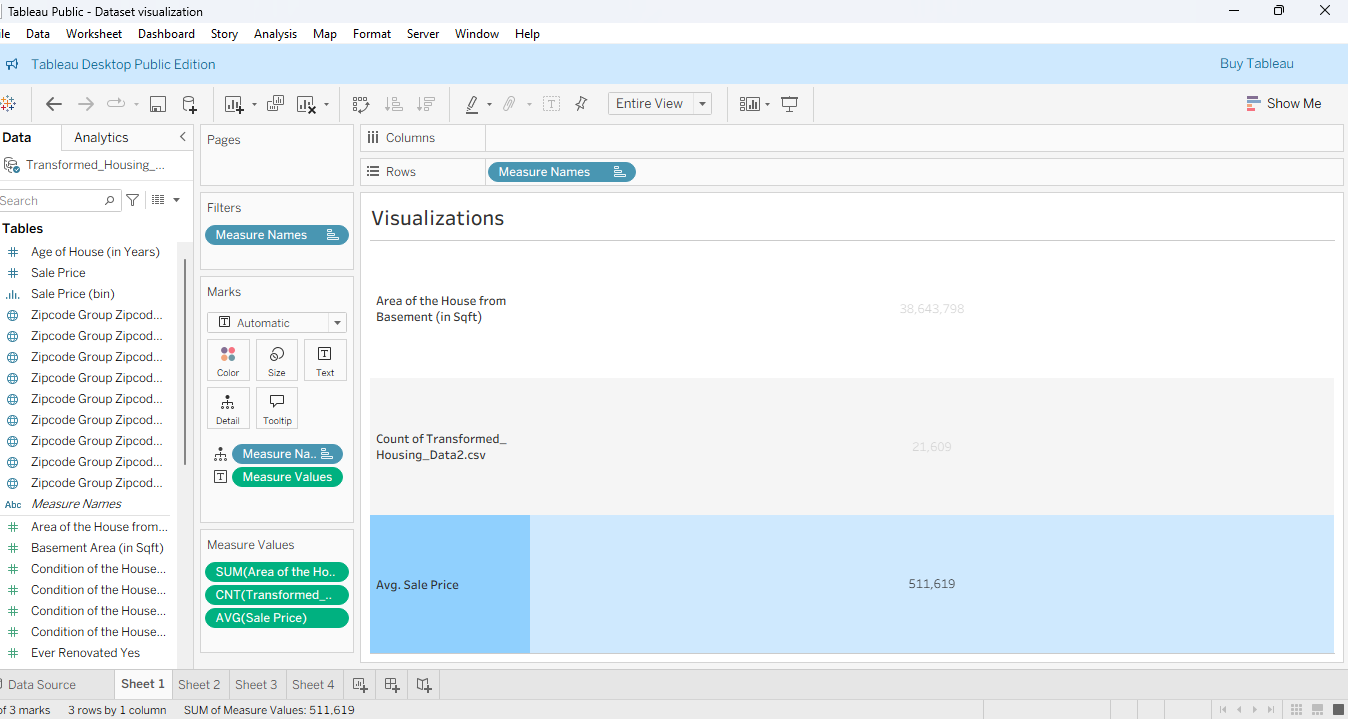 Tableau Public - Dataset visualization
le Data Worksheet Dashboard Story Analysis Map Format Server Window Help
Tableau Desktop Public Edition Buy Tableau
Entire View Show Me
Data Analytics
Transformed_Housing_...
Search
Tables
Age of House (in Years)
Sale Price
Sale Price (bin)
Zipcode Group Zipcod...
Zipcode Group Zipcod...
Zipcode Group Zipcod...
Zipcode Group Zipcod...
Zipcode Group Zipcod...
Zipcode Group Zipcod...
Zipcode Group Zipcod...
Zipcode Group Zipcod...
Zipcode Group Zipcod...
Abc Measure Names
Area of the House from...
Basement Area (in Sqft)
Condition of the House...
Condition of the House...
Condition of the House...
Condition of the House...
Ever Renovated Yes
Pages
Filters
Measure Names
Marks
Automatic
Color Size Text
Detail Tooltip
Measure Na..
Measure Values
Measure Values
SUM(Area of the Ho..
CNT(Transformed_..
AVG(Sale Price)
Columns
Rows Measure Names
Visualizations
Area of the House from
Basement (in Sqft)
38,643,798
Count of Transformed_
Housing_Data2.csv
21,609
Avg. Sale Price 511,619
Data Source Sheet 1 Sheet 2 Sheet 3 Sheet 4
of 3 marks 3 rows by 1 column SUM of Measure Values: 511,619